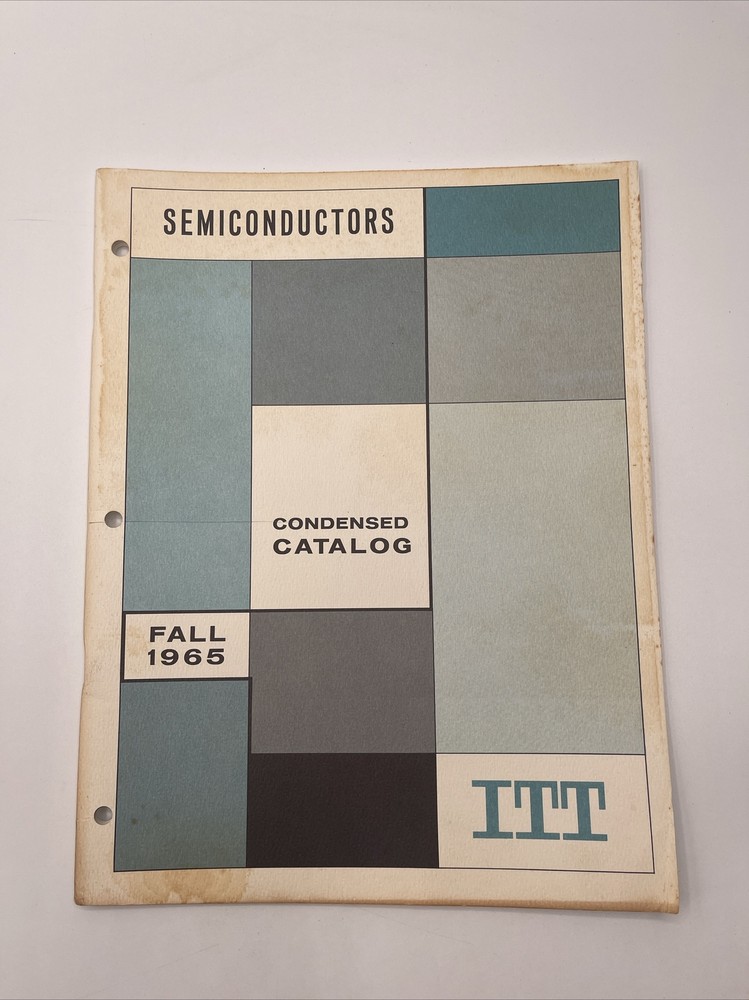 SEMICONDUCTORS
CONDENSED
CATALOG
FALL
1965
ITT